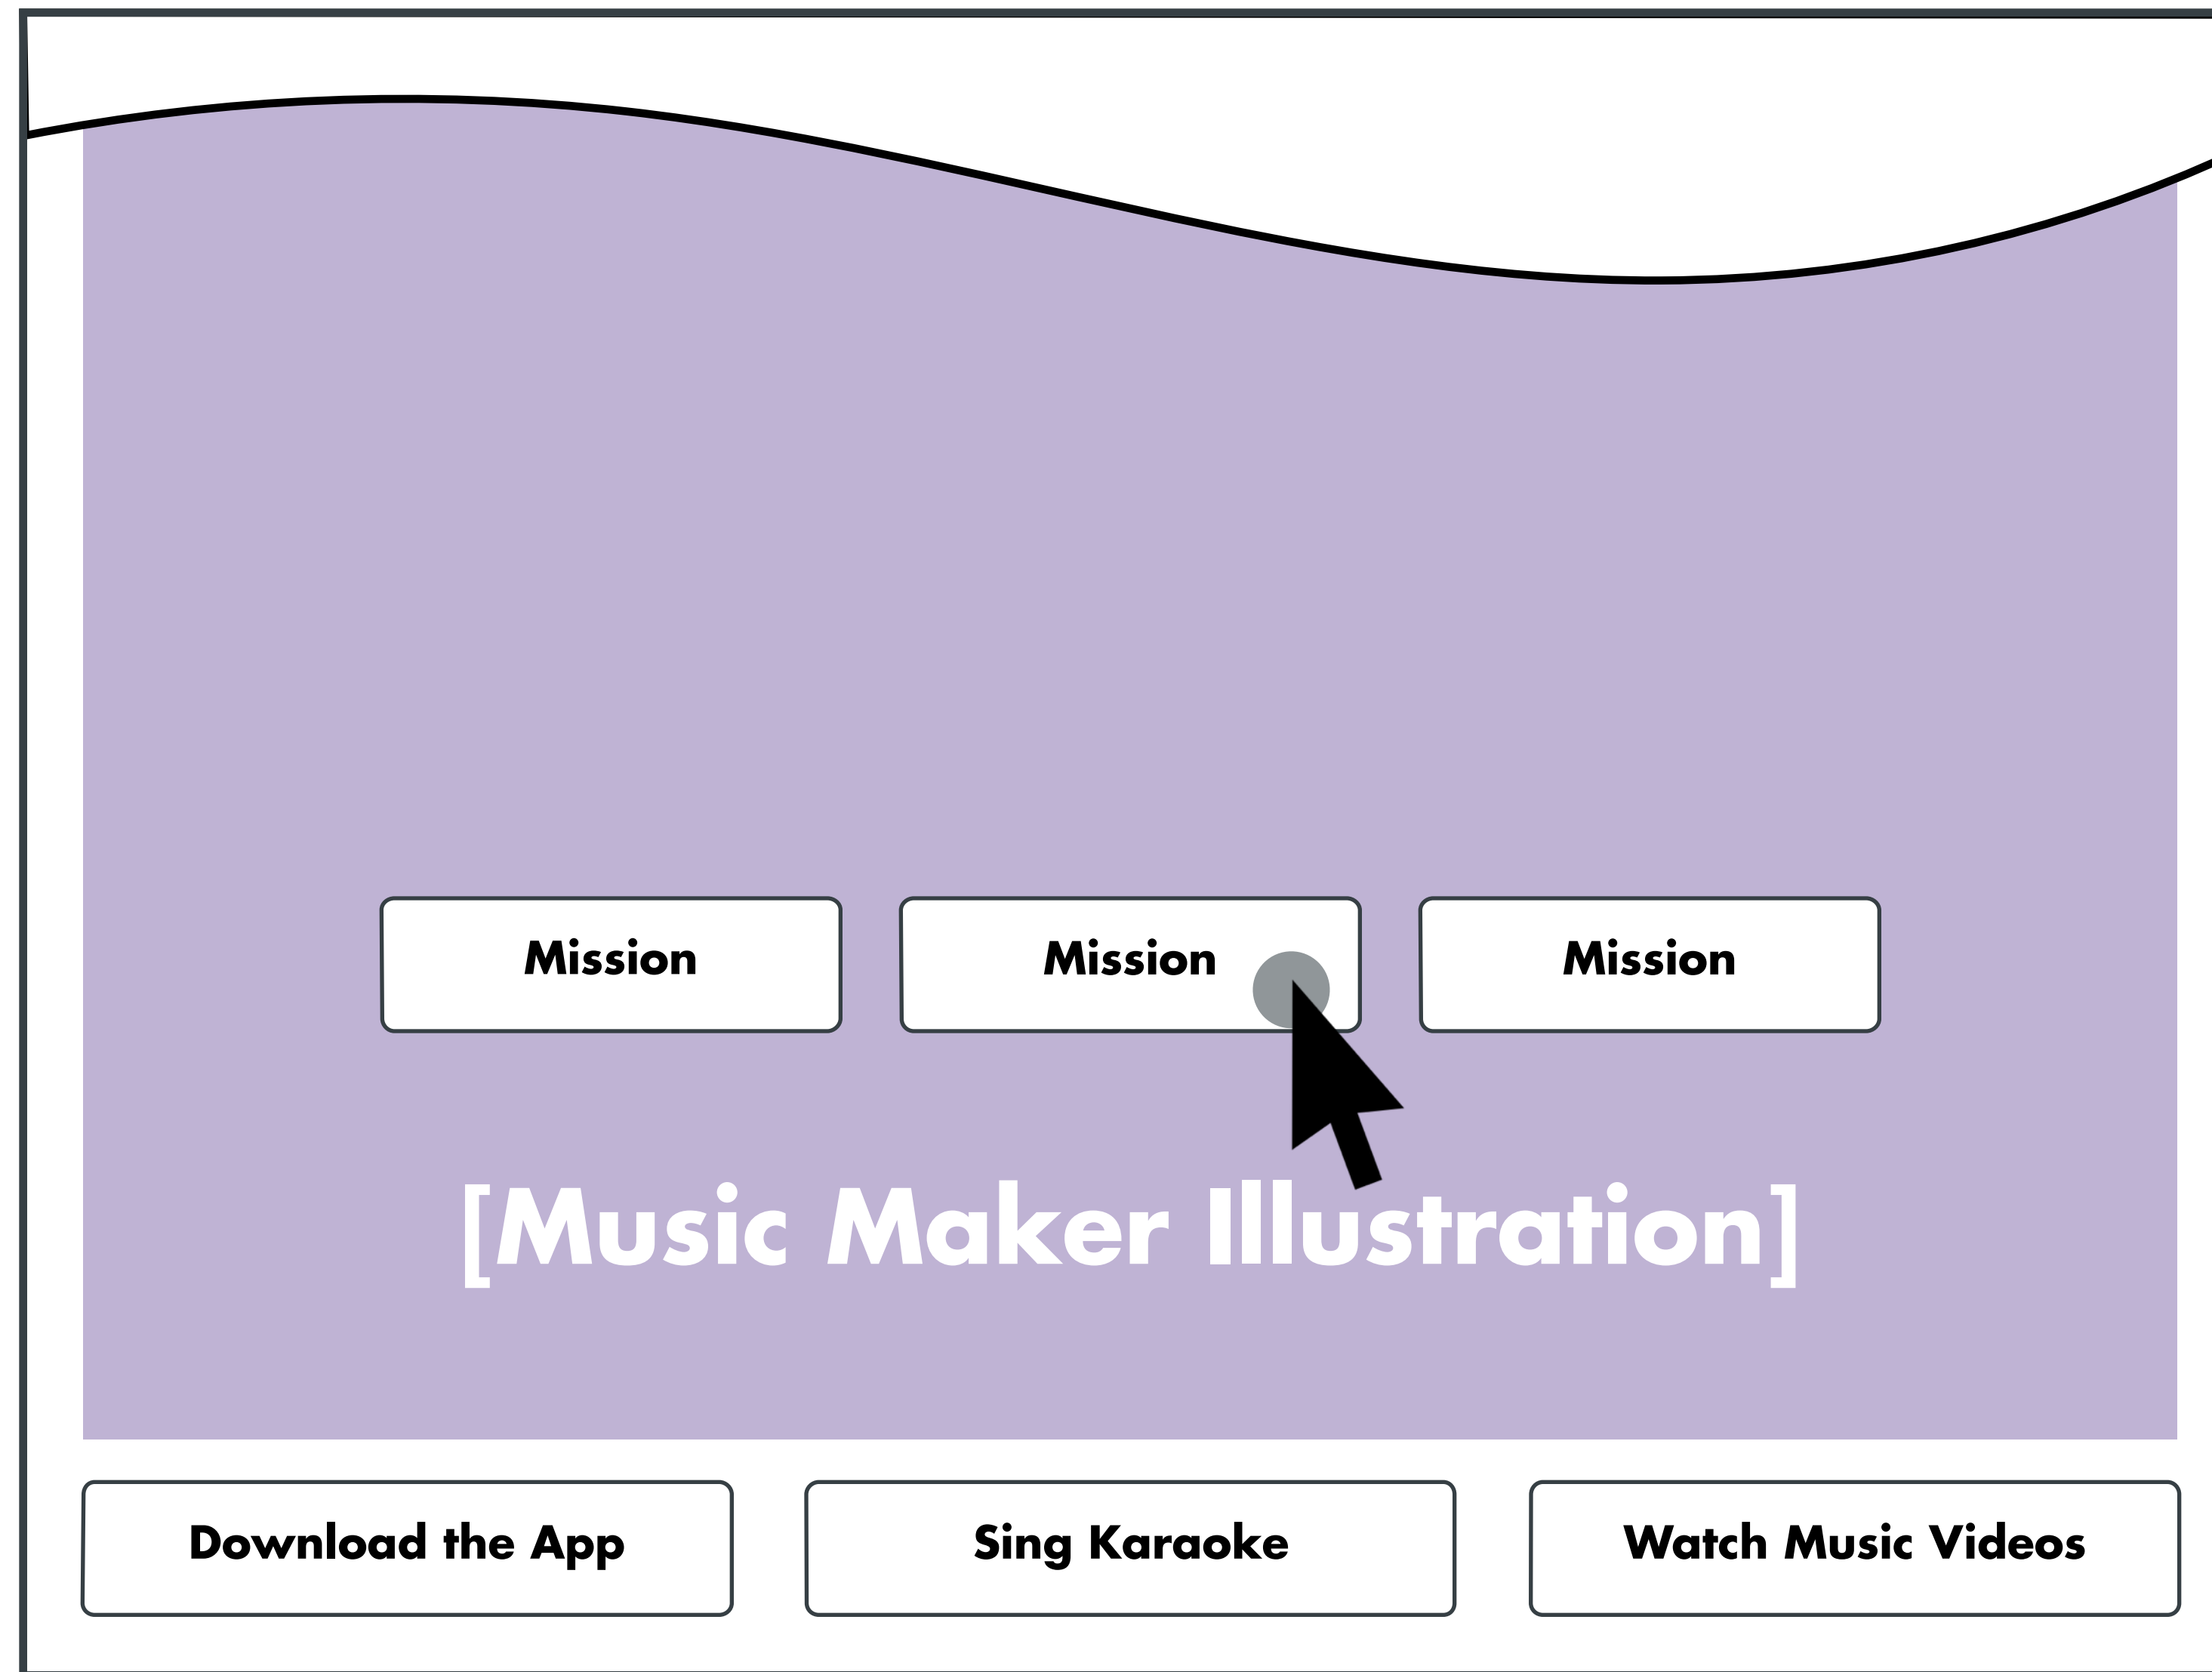 Mission Mission Mission
[Music Maker Illustration]
Download the App Sing Karaoke Watch Music Videos